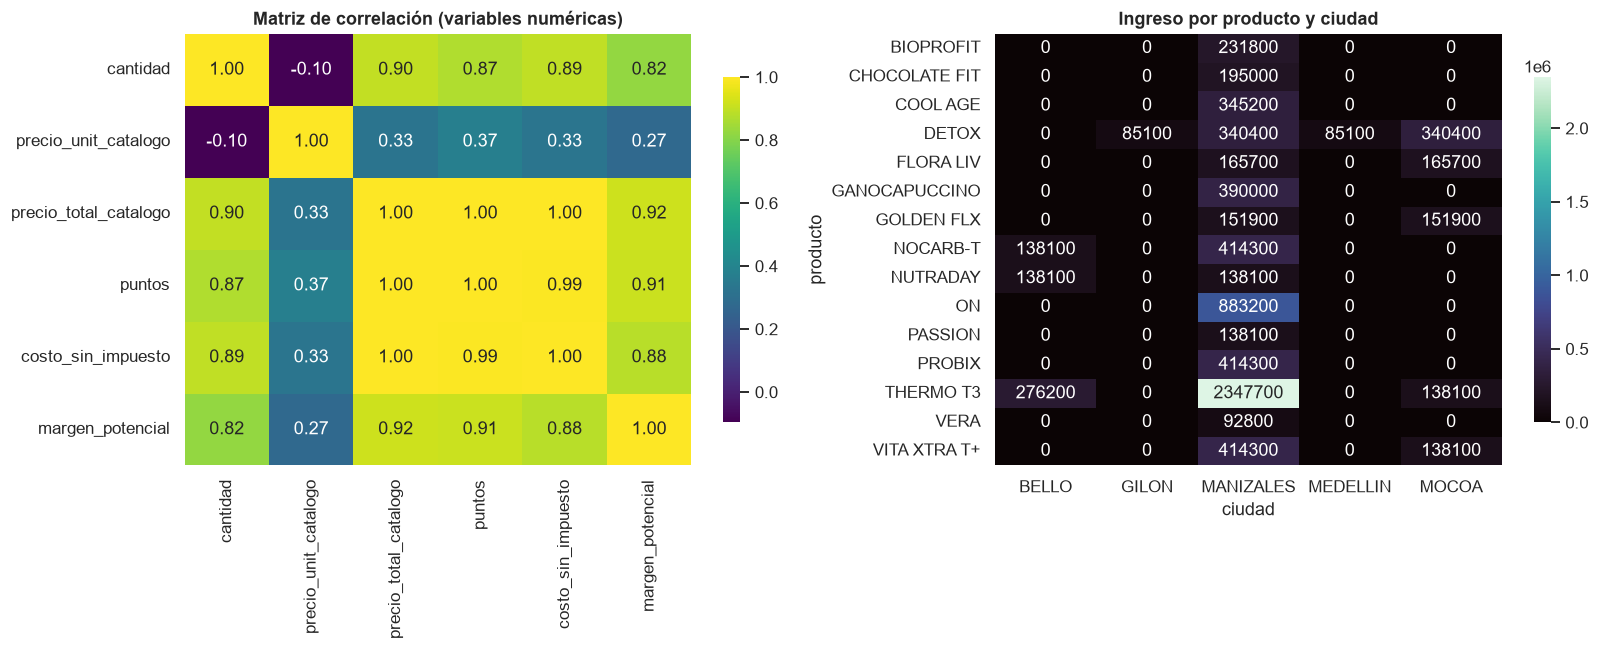 Matriz de correlación (variables numéricas)
cantidad 1.00 -0.10 0.90 0.87 0.89 0.82
precio_unit_catalogo -0.10 1.00 0.33 0.37 0.33 0.27
precio_total_catalogo 0.90 0.33 1.00 1.00 1.00 0.92
puntos 0.87 0.37 1.00 1.00 0.99 0.91
costo_sin_impuesto 0.89 0.33 1.00 0.99 1.00 0.88
margen_potencial 0.82 0.27 0.92 0.91 0.88 1.00
cantidad
precio_unit_catalogo
precio_total_catalogo
puntos
costo_sin_impuesto
margen_potencial
1.0
0.8
0.6
0.4
0.2
0.0
Ingreso por producto y ciudad
producto
BIOPROFIT 0 0 231800 0 0
CHOCOLATE FIT 0 0 195000 0 0
COOL AGE 0 0 345200 0 0
DETOX 0 85100 340400 85100 340400
FLORA LIV 0 0 165700 0 165700
GANOCAPUCCINO 0 0 390000 0 0
GOLDEN FLX 0 0 151900 0 151900
NOCARB-T 138100 0 414300 0 0
NUTRADAY 138100 0 138100 0 0
ON 0 0 883200 0 0
PASSION 0 0 138100 0 0
PROBIX 0 0 414300 0 0
THERMO T3 276200 0 2347700 0 138100
VERA 0 0 92800 0 0
VITA XTRA T+ 0 0 414300 0 138100
BELLO GILON MANIZALES MEDELLIN MOCOA
ciudad
1e6
2.0
1.5
1.0
0.5
0.0